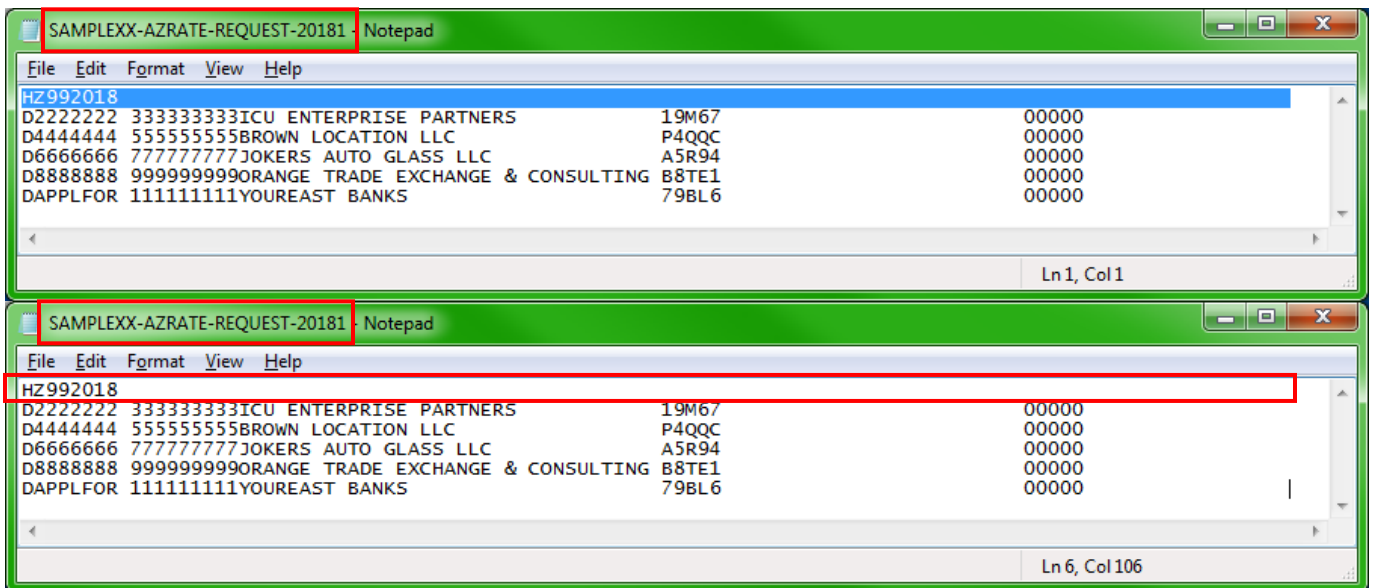 SAMPLEXX-AZRATE-REQUEST-20181 - Notepad
File Edit Format View Help
HZ992018
D2222222 333333333ICU ENTERPRISE PARTNERS 19M67 00000
D4444444 555555555BROWN LOCATION LLC P4QQC 00000
D6666666 777777777JOKERS AUTO GLASS LLC A5R94 00000
D8888888 999999999ORANGE TRADE EXCHANGE & CONSULTING B8TE1 00000
DAPPLFOR 111111111YOUREAST BANKS 79BL6 00000
Ln 1, Col 1
SAMPLEXX-AZRATE-REQUEST-20181 - Notepad
File Edit Format View Help
HZ992018
D2222222 333333333ICU ENTERPRISE PARTNERS 19M67 00000
D4444444 555555555BROWN LOCATION LLC P4QQC 00000
D6666666 777777777JOKERS AUTO GLASS LLC A5R94 00000
D8888888 999999999ORANGE TRADE EXCHANGE & CONSULTING B8TE1 00000
DAPPLFOR 111111111YOUREAST BANKS 79BL6 00000
Ln 6, Col 106